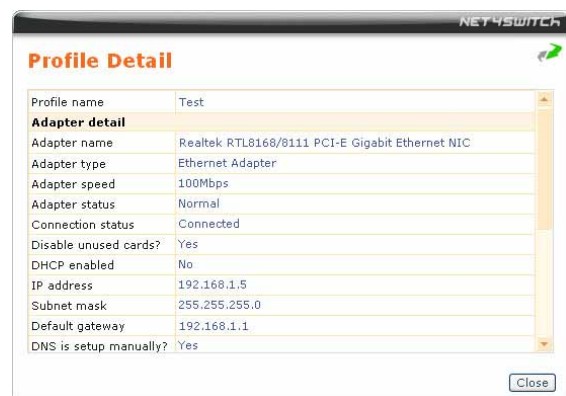 NET4SWITCH
Profile Detail
Profile name Test
Adapter detail
Adapter name Realtek RTL8168/8111 PCI-E Gigabit Ethernet NIC
Adapter type Ethernet Adapter
Adapter speed 100Mbps
Adapter status Normal
Connection status Connected
Disable unused cards? Yes
DHCP enabled No
IP address 192.168.1.5
Subnet mask 255.255.255.0
Default gateway 192.168.1.1
DNS is setup manually? Yes
Close